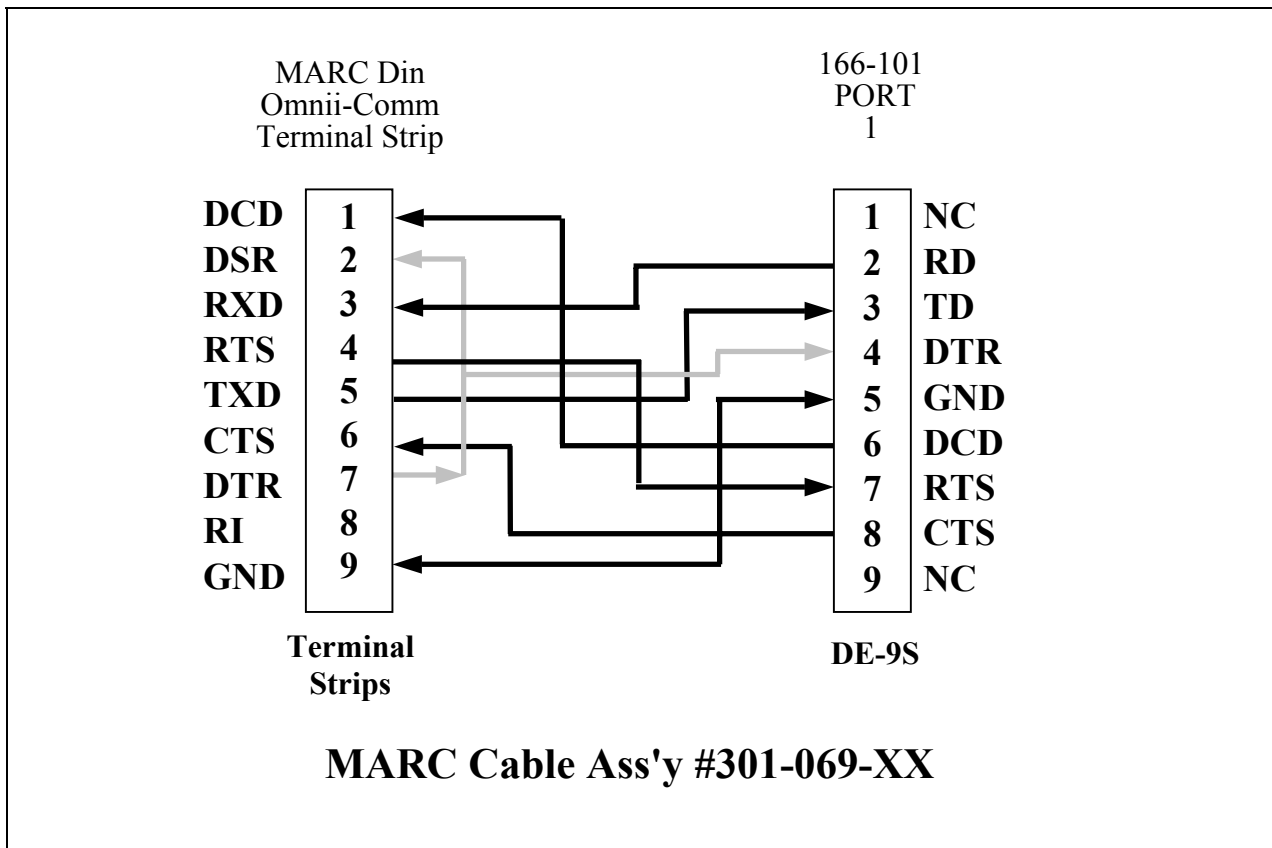 MARC Din
Omnii-Comm
Terminal Strip
166-101
PORT
1
DCD 1
DSR 2
RXD 3
RTS 4
TXD 5
CTS 6
DTR 7
RI 8
GND 9
1 NC
2 RD
3 TD
4 DTR
5 GND
6 DCD
7 RTS
8 CTS
9 NC
Terminal
Strips
DE-9S
MARC Cable Ass'y #301-069-XX